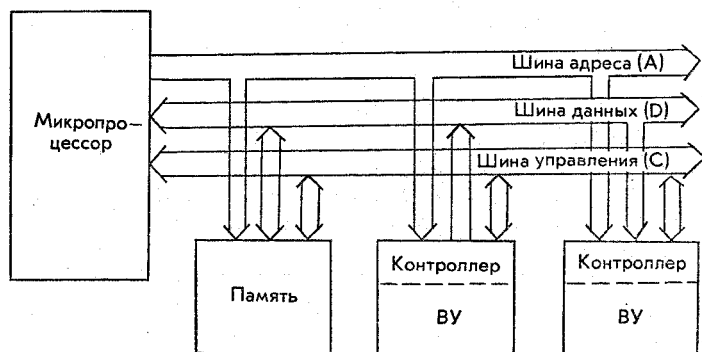 Шина адреса (A)
Шина данных (D)
Микропро-
цессор
Шина управления (C)
Контроллер
Контроллер
Память
ВУ
ВУ